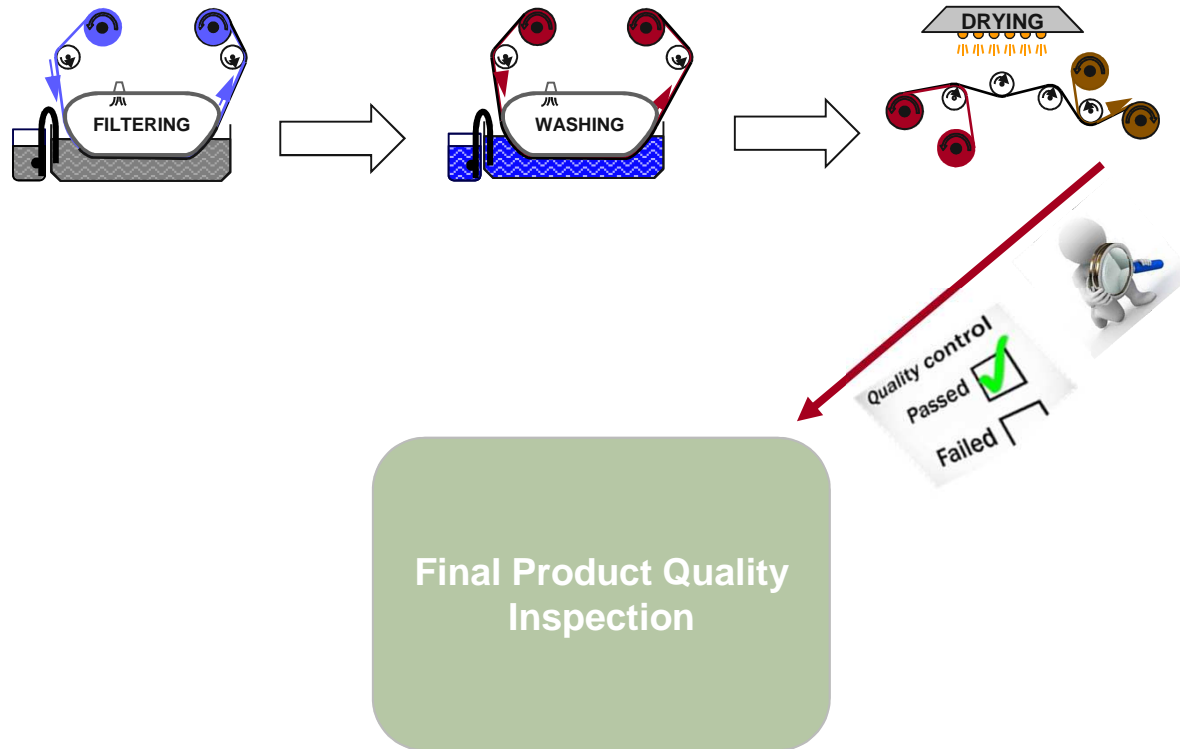 FILTERING
WASHING
DRYING
Quality control
Passed
Failed
Final Product Quality
Inspection